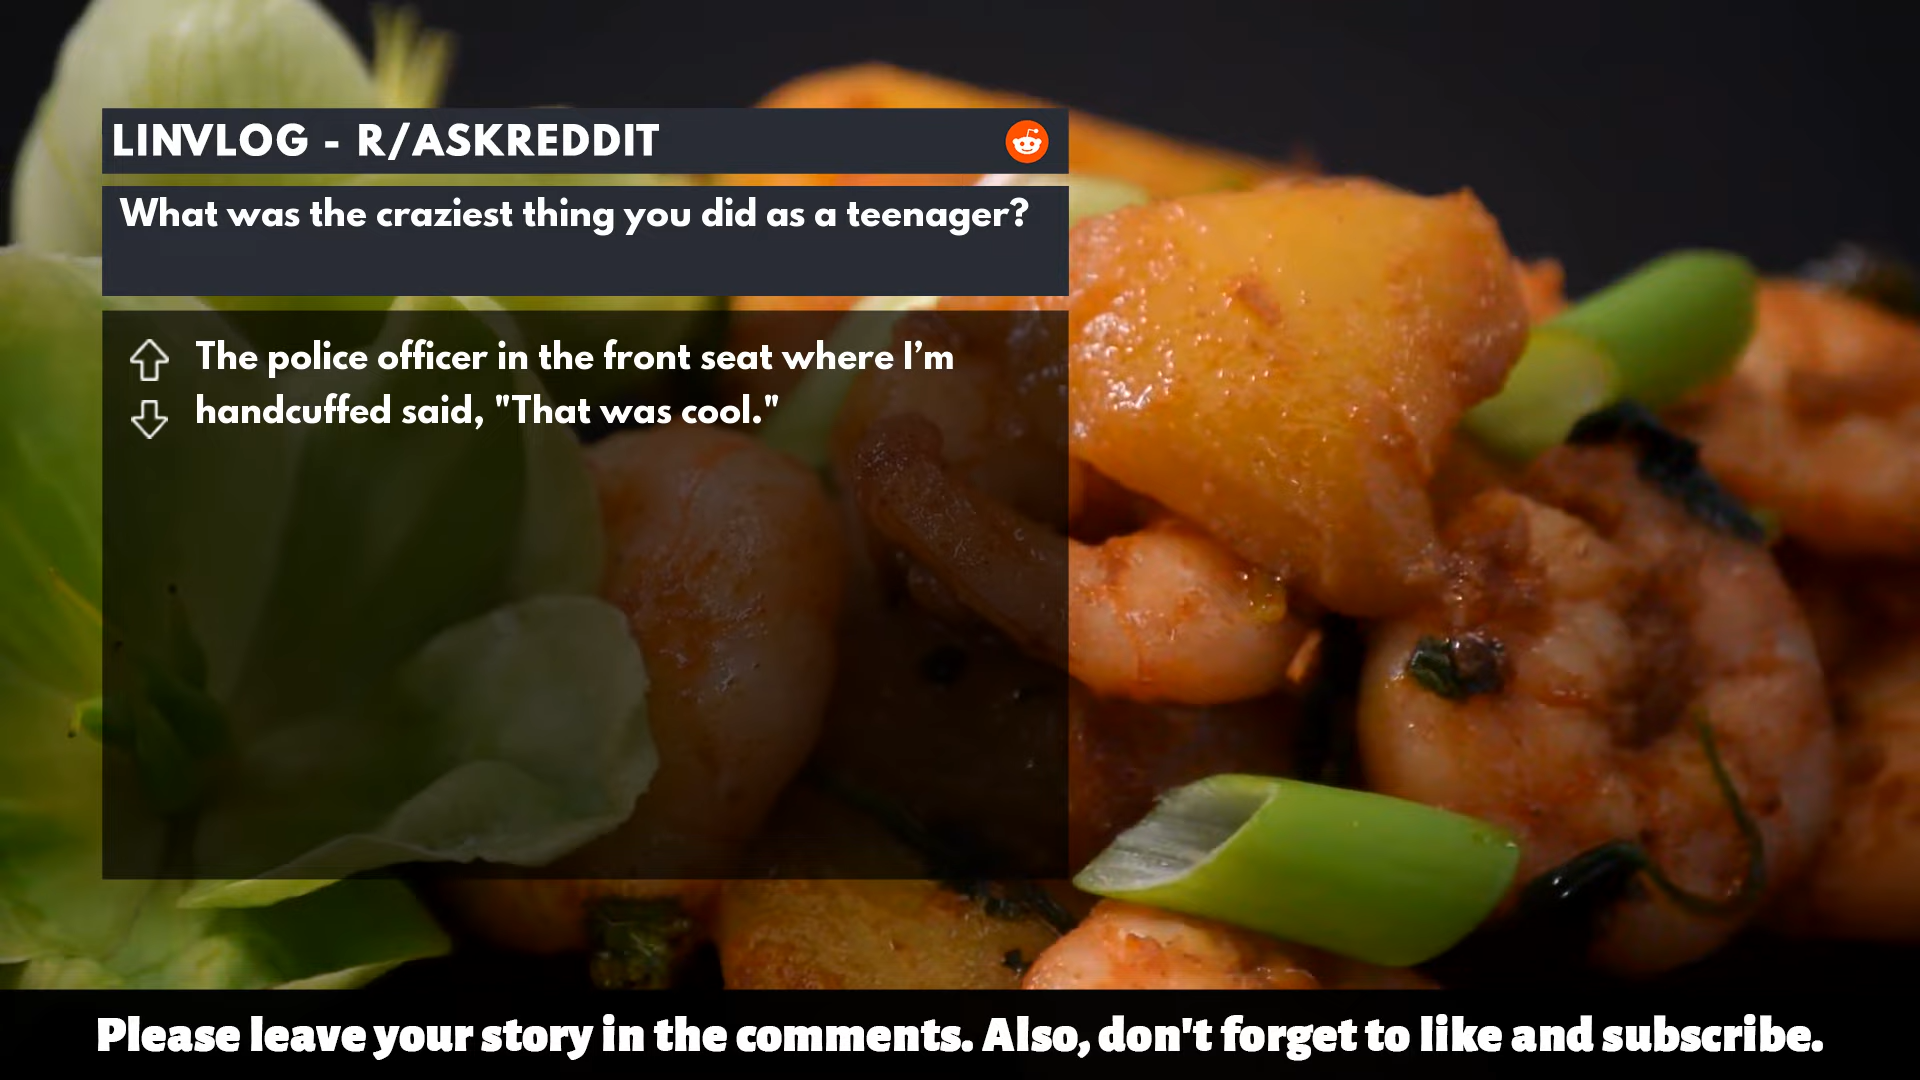 LINVLOG - R/ASKREDDIT
What was the craziest thing you did as a teenager?
The police officer in the front seat where I’m
handcuffed said, "That was cool."
Please leave your story in the comments. Also, don't forget to like and subscribe.